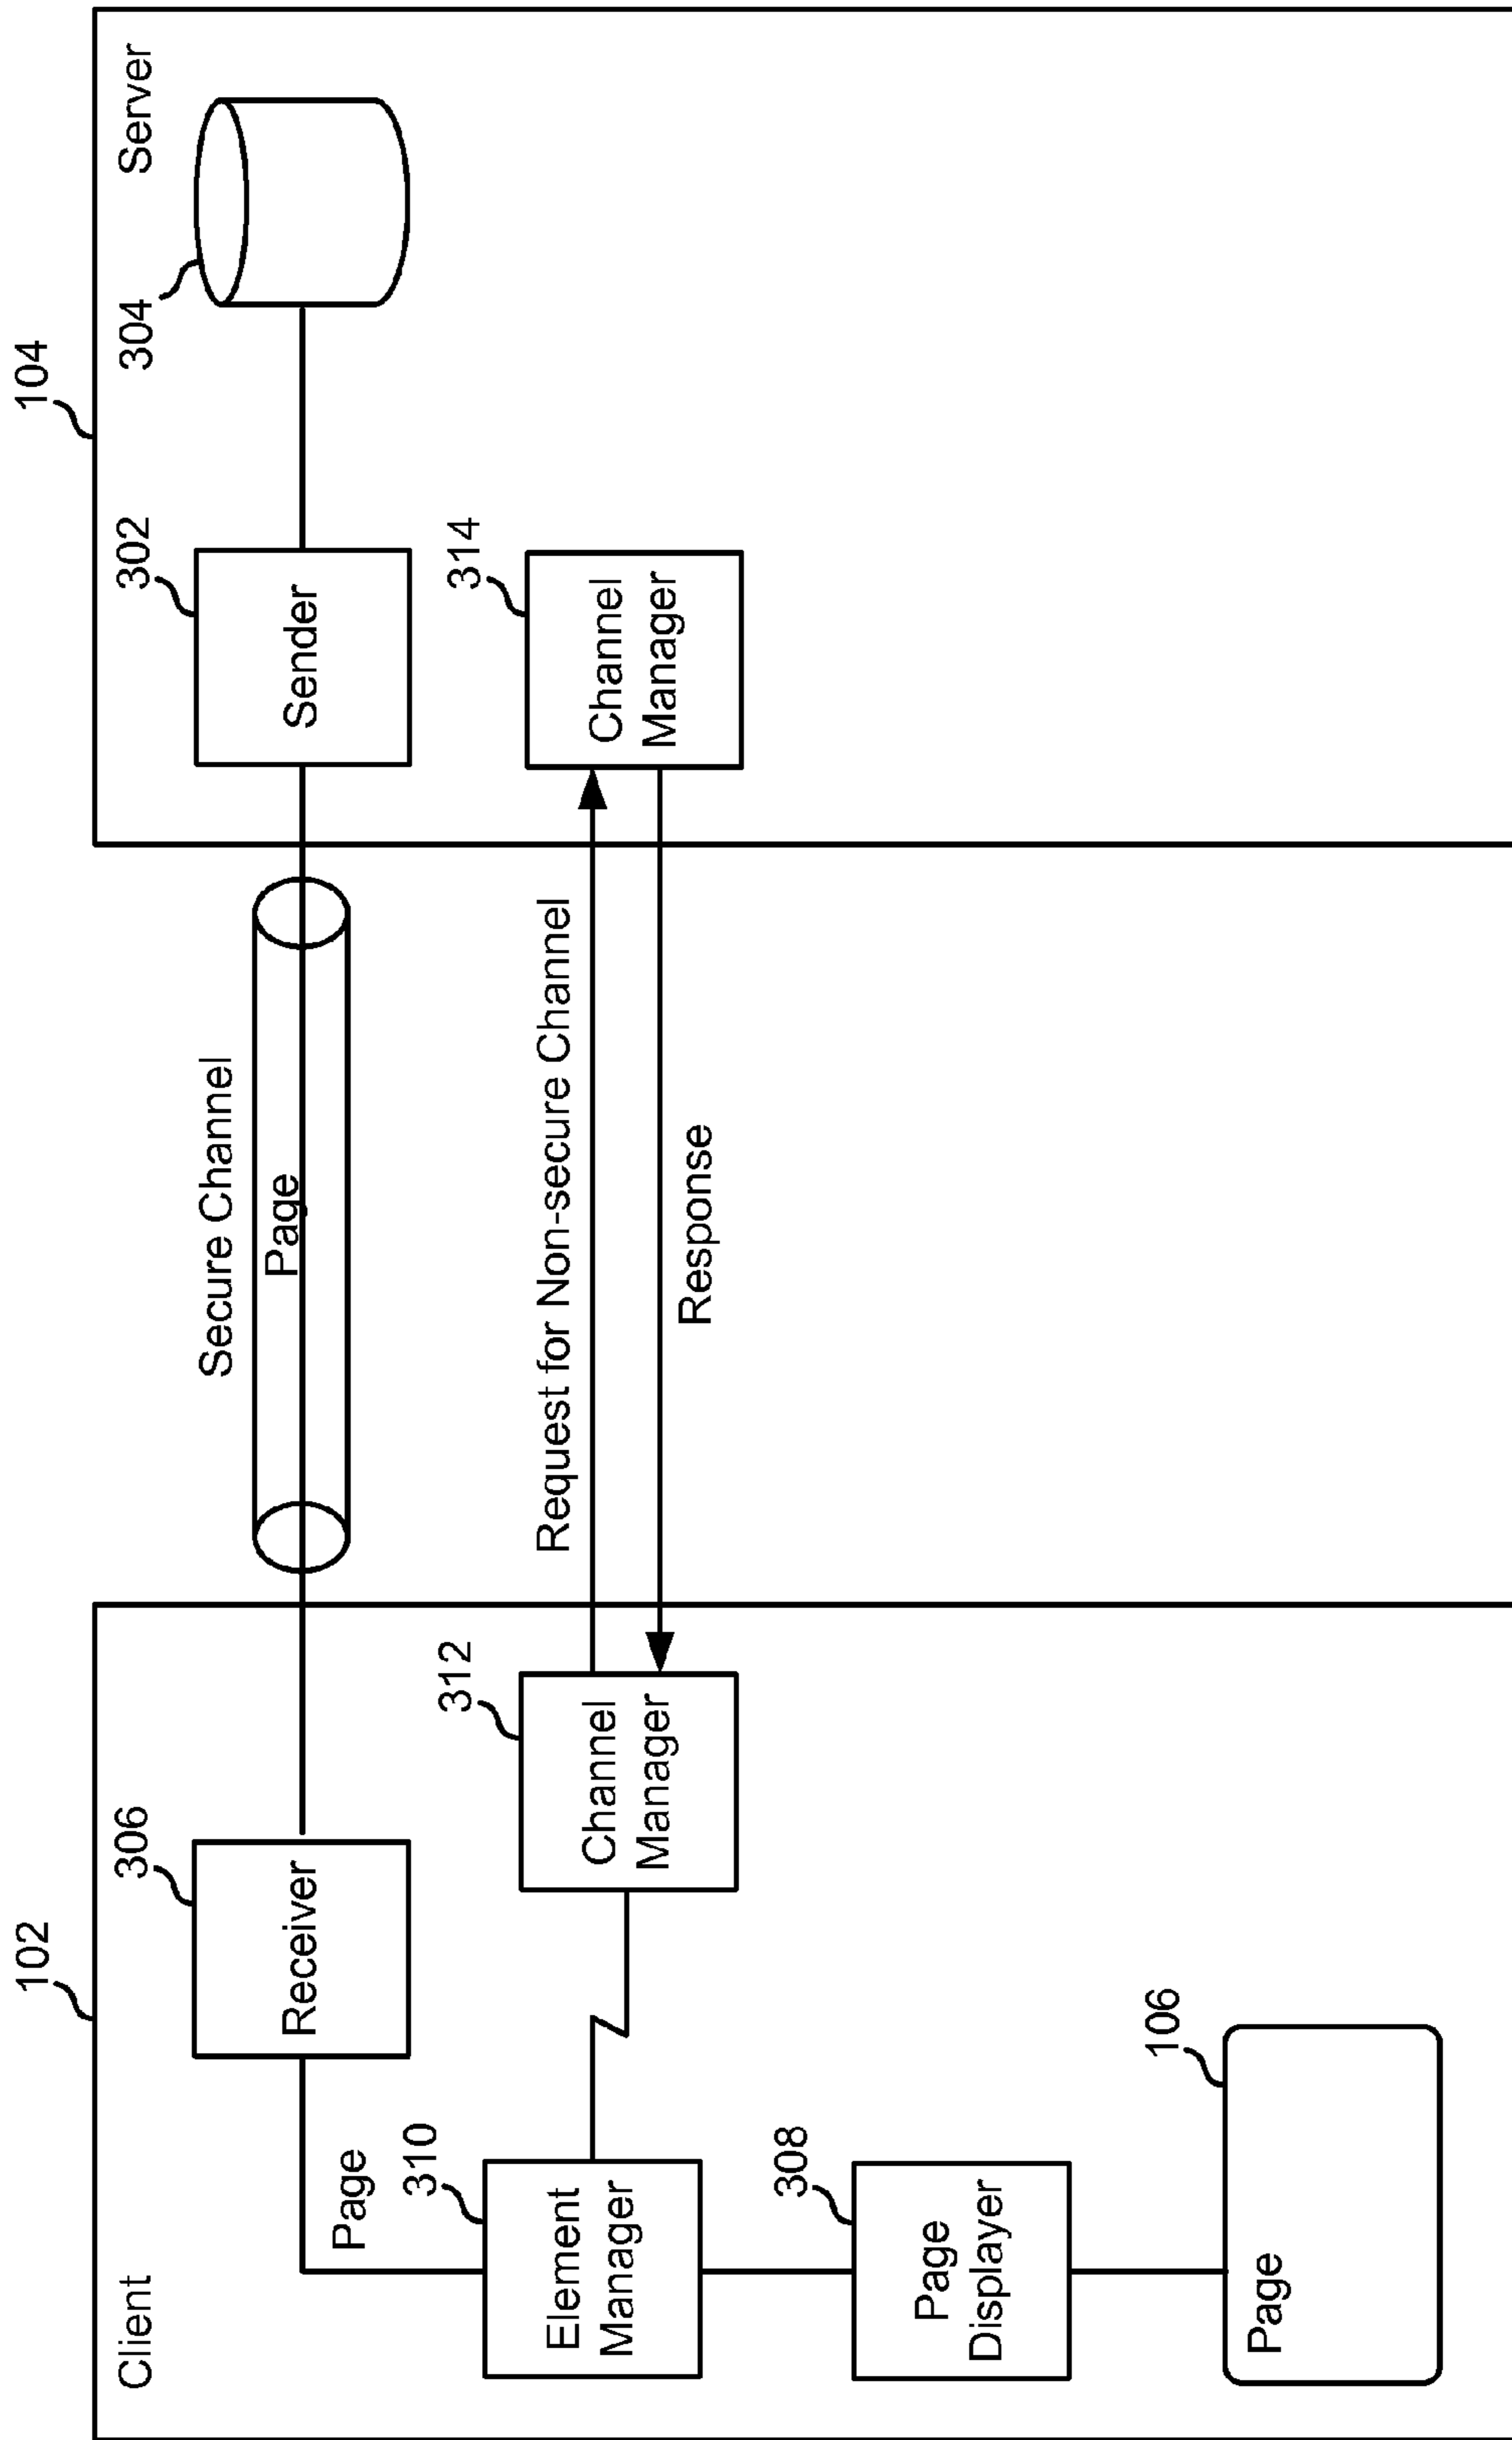 102
104
Client
Server
306
Receiver
Secure Channel
Page
302
Sender
304
Page
310
Element
Manager
312
Channel
Manager
Request for Non-secure Channel
Response
314
Channel
Manager
308
Page
Displayer
106
Page